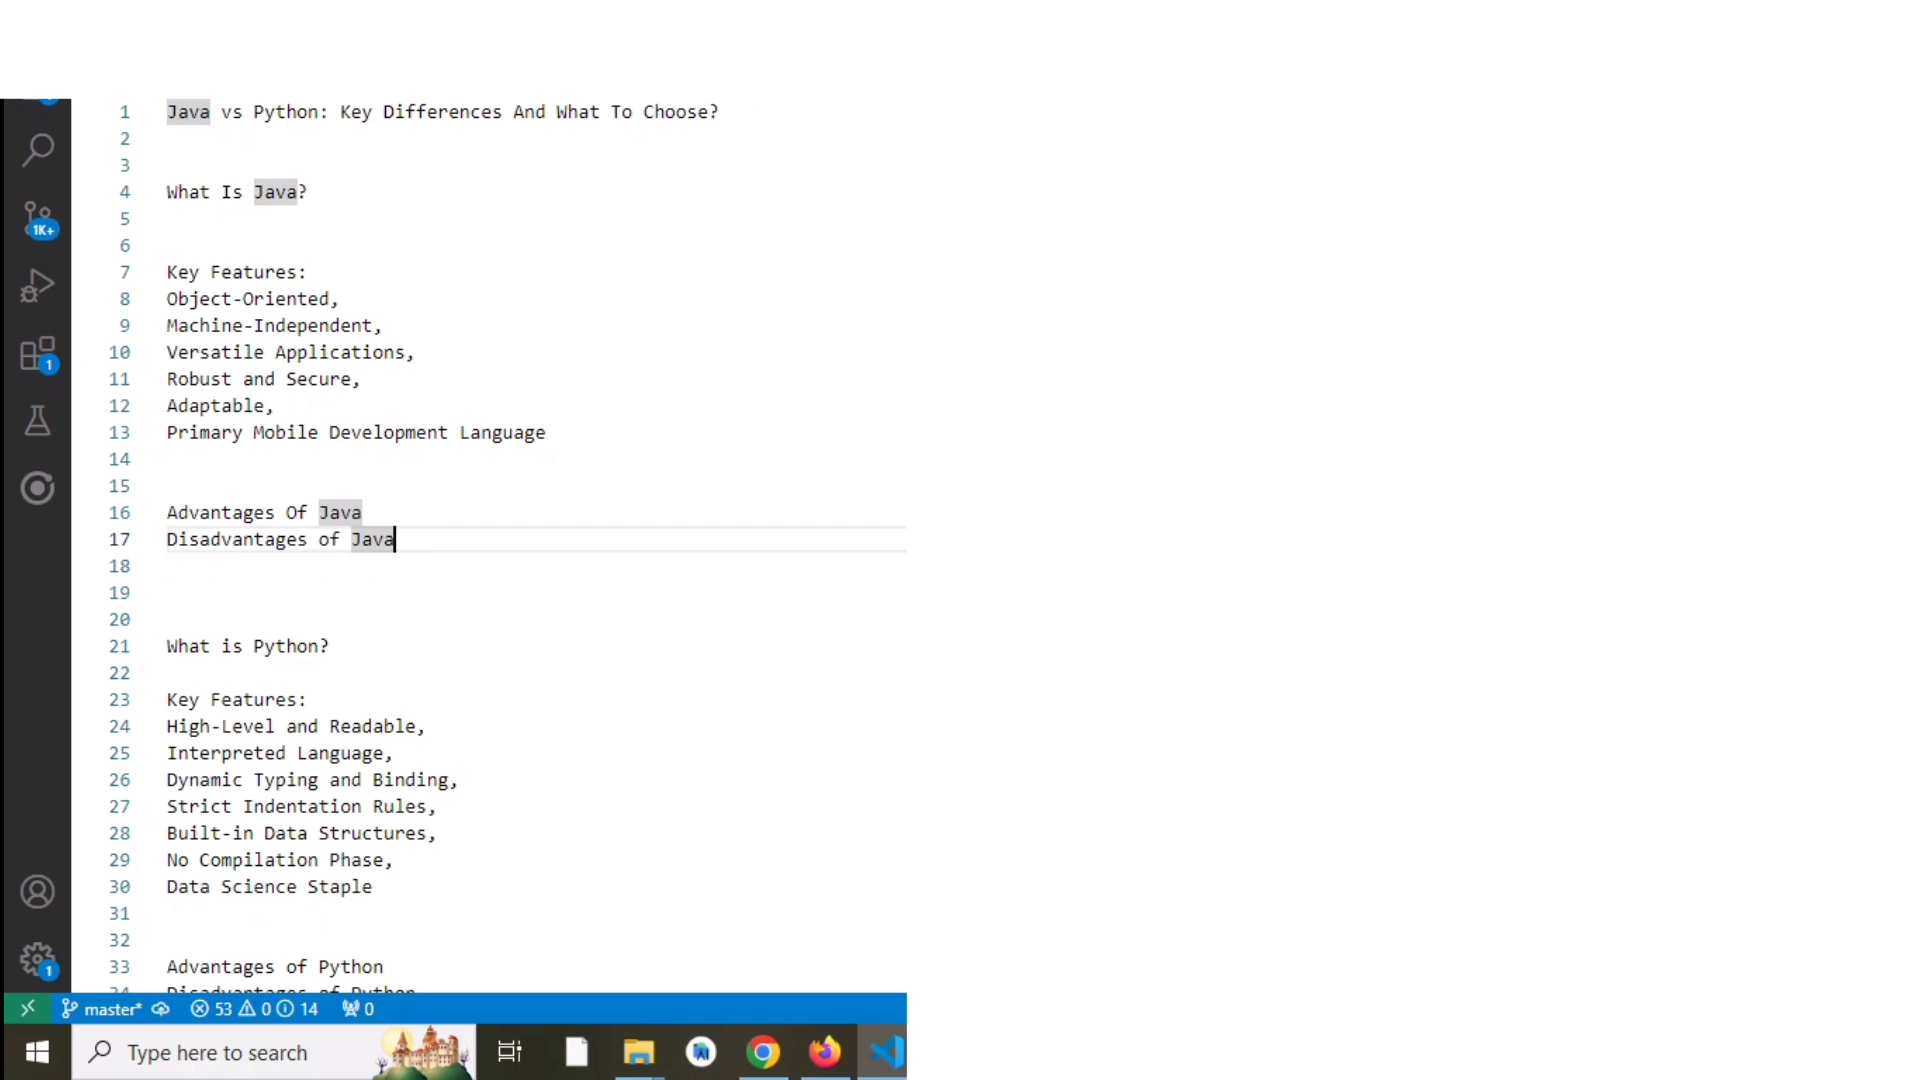 1 Java vs Python: Key Differences And What To Choose?
2
3
4 What Is Java?
5
6
7 Key Features:
8 Object-Oriented,
9 Machine-Independent,
10 Versatile Applications,
11 Robust and Secure,
12 Adaptable,
13 Primary Mobile Development Language
14
15
16 Advantages Of Java
17 Disadvantages of Java
18
19
20
21 What is Python?
22
23 Key Features:
24 High-Level and Readable,
25 Interpreted Language,
26 Dynamic Typing and Binding,
27 Strict Indentation Rules,
28 Built-in Data Structures,
29 No Compilation Phase,
30 Data Science Staple
31
32
33 Advantages of Python
34 Disadvantages of Python
1K+
1
1
master* 53 0 14 0
Type here to search